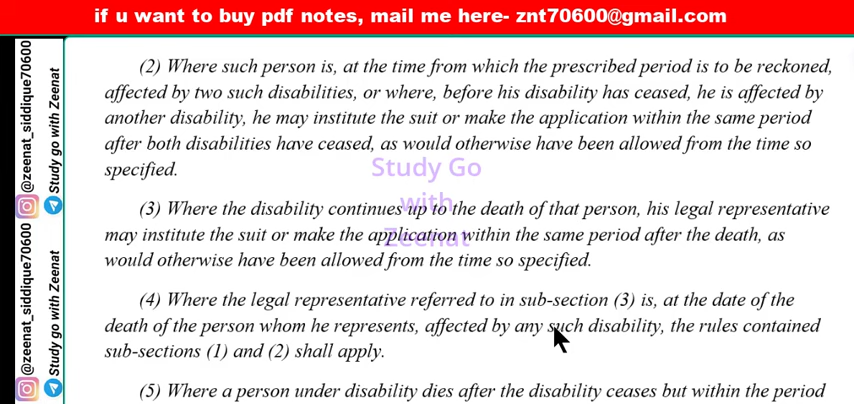 if u want to buy pdf notes, mail me here- znt70600@gmail.com
(2) Where such person is, at the time from which the prescribed period is to be reckoned,
affected by two such disabilities, or where, before his disability has ceased, he is affected by
another disability, he may institute the suit or make the application within the same period
after both disabilities have ceased, as would otherwise have been allowed from the time so
specified.
Study Go
with
Zeenat
(3) Where the disability continues up to the death of that person, his legal representative
may institute the suit or make the application within the same period after the death, as
would otherwise have been allowed from the time so specified.
(4) Where the legal representative referred to in sub-section (3) is, at the date of the
death of the person whom he represents, affected by any such disability, the rules contained
sub-sections (1) and (2) shall apply.
(5) Where a person under disability dies after the disability ceases but within the period
@zeenat_siddique70600
Study go with Zeenat
@zeenat_siddique70600
Study go with Zeenat